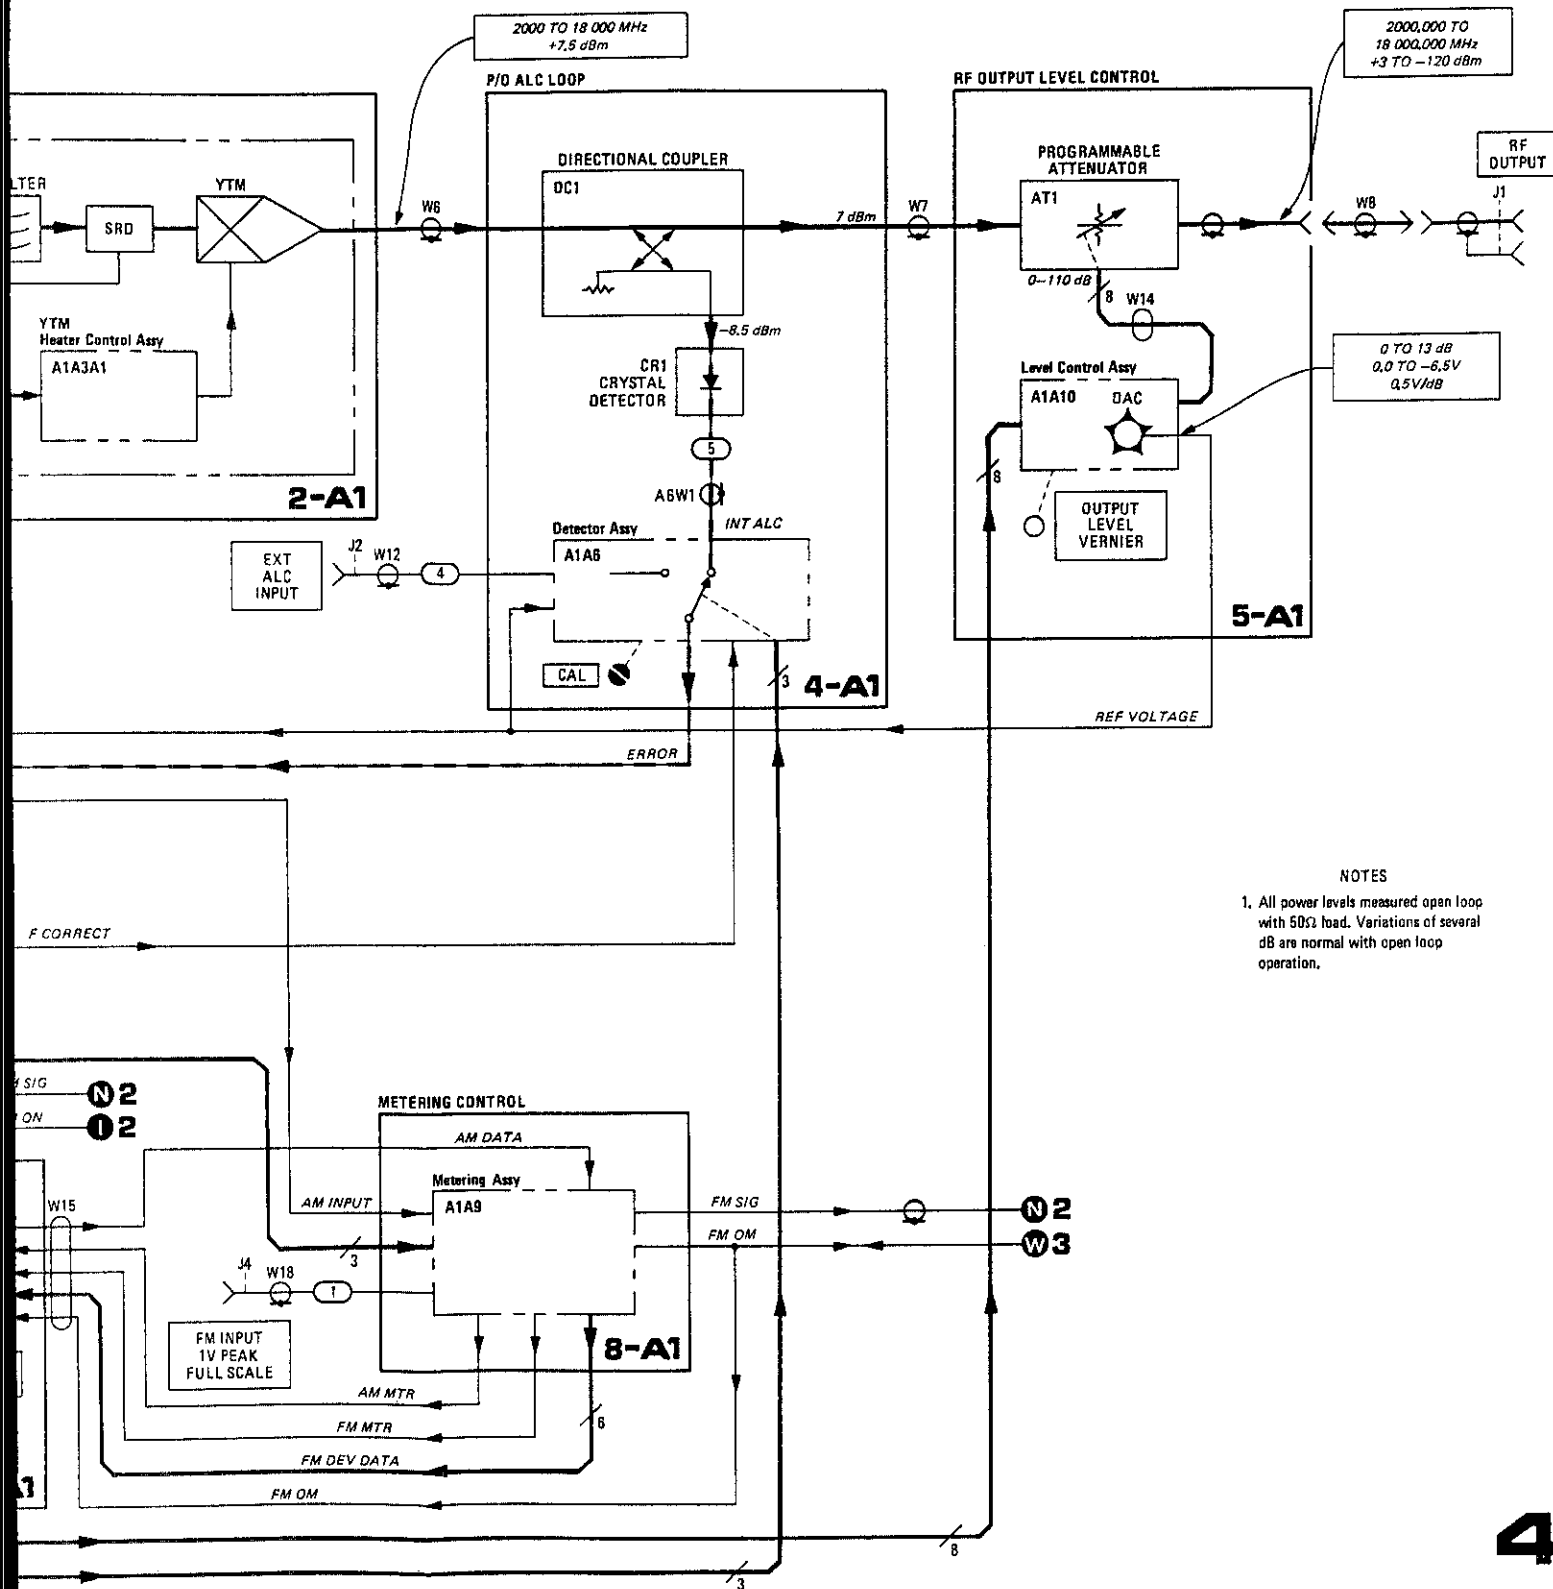 2000 TO 18 000 MHz
+7.5 dBm
2000,000 TO
18 000,000 MHz
+3 TO −120 dBm
P/O ALC LOOP
RF OUTPUT LEVEL CONTROL
RF
OUTPUT
J1
LTER
SRD
YTM
W6
DIRECTIONAL COUPLER
DC1
7 dBm
W7
PROGRAMMABLE
ATTENUATOR
AT1
0–110 dB
8
W14
W8
YTM
Heater Control Assy
A1A3A1
2-A1
−8.5 dBm
CR1
CRYSTAL
DETECTOR
5
A6W1
INT ALC
Level Control Assy
A1A10
DAC
0 TO 13 dB
0,0 TO −6,5V
0,5V/dB
8
OUTPUT
LEVEL
VERNIER
5-A1
EXT
ALC
INPUT
J2
W12
4
Detector Assy
A1A6
CAL
3
4-A1
REF VOLTAGE
ERROR
NOTES
1. All power levels measured open loop
with 50Ω load. Variations of several
dB are normal with open loop
operation.
F CORRECT
SIG
N 2
ON
I 2
METERING CONTROL
AM DATA
Metering Assy
A1A9
W15
AM INPUT
3
FM SIG
N 2
FM OM
W 3
J4
W18
1
FM INPUT
1V PEAK
FULL SCALE
8-A1
AM MTR
6
FM MTR
FM DEV DATA
FM OM
A1
8
3
4